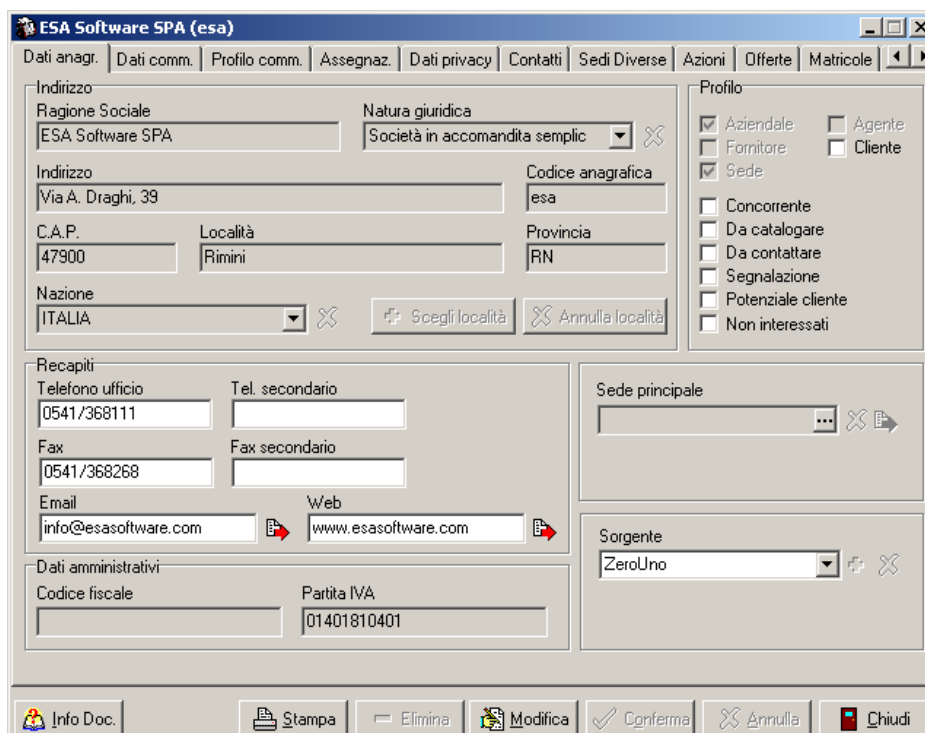 ESA Software SPA (esa)
Dati anagr. Dati comm. Profilo comm. Assegnaz. Dati privacy Contatti Sedi Diverse Azioni Offerte Matricole
Indirizzo
Ragione Sociale Natura giuridica
ESA Software SPA Società in accomandita semplic
Indirizzo Codice anagrafica
Via A. Draghi, 39 esa
C.A.P. Località Provincia
47900 Rimini RN
Nazione
ITALIA Scegli località Annulla località
Profilo
Aziendale Agente
Fornitore Cliente
Sede
Concorrente
Da catalogare
Da contattare
Segnalazione
Potenziale cliente
Non interessati
Recapiti
Telefono ufficio Tel. secondario
0541/368111
Fax Fax secondario
0541/368268
Email Web
info@esasoftware.com www.esasoftware.com
Sede principale
...
Sorgente
ZeroUno
Dati amministrativi
Codice fiscale Partita IVA
01401810401
Info Doc. Stampa Elimina Modifica Conferma Annulla Chiudi